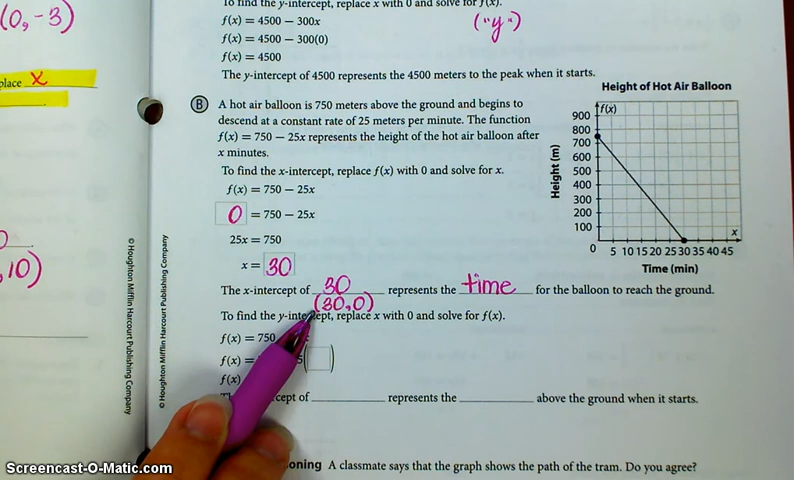 (0, -3)
place x
10)
To find the y-intercept, replace x with 0 and solve for f(x).
f(x) = 4500 − 300x
("y")
f(x) = 4500 − 300(0)
f(x) = 4500
The y-intercept of 4500 represents the 4500 meters to the peak when it starts.
B A hot air balloon is 750 meters above the ground and begins to
descend at a constant rate of 25 meters per minute. The function
f(x) = 750 − 25x represents the height of the hot air balloon after
x minutes.
To find the x-intercept, replace f(x) with 0 and solve for x.
f(x) = 750 − 25x
0 = 750 − 25x
25x = 750
x = 30
The x-intercept of 30 represents the time for the balloon to reach the ground.
(30,0)
To find the y-intercept, replace x with 0 and solve for f(x).
f(x) = 750
f(x) = ( )
f(x)
cept of ____ represents the ____ above the ground when it starts.
oning A classmate says that the graph shows the path of the tram. Do you agree?
Height of Hot Air Balloon
f(x)
900
800
700
600
500
400
300
200
100
Height (m)
x
0 5 10 15 20 25 30 35 40 45
Time (min)
© Houghton Mifflin Harcourt Publishing Company
© Houghton Mifflin Harcourt Publishing Company
Screencast-O-Matic.com